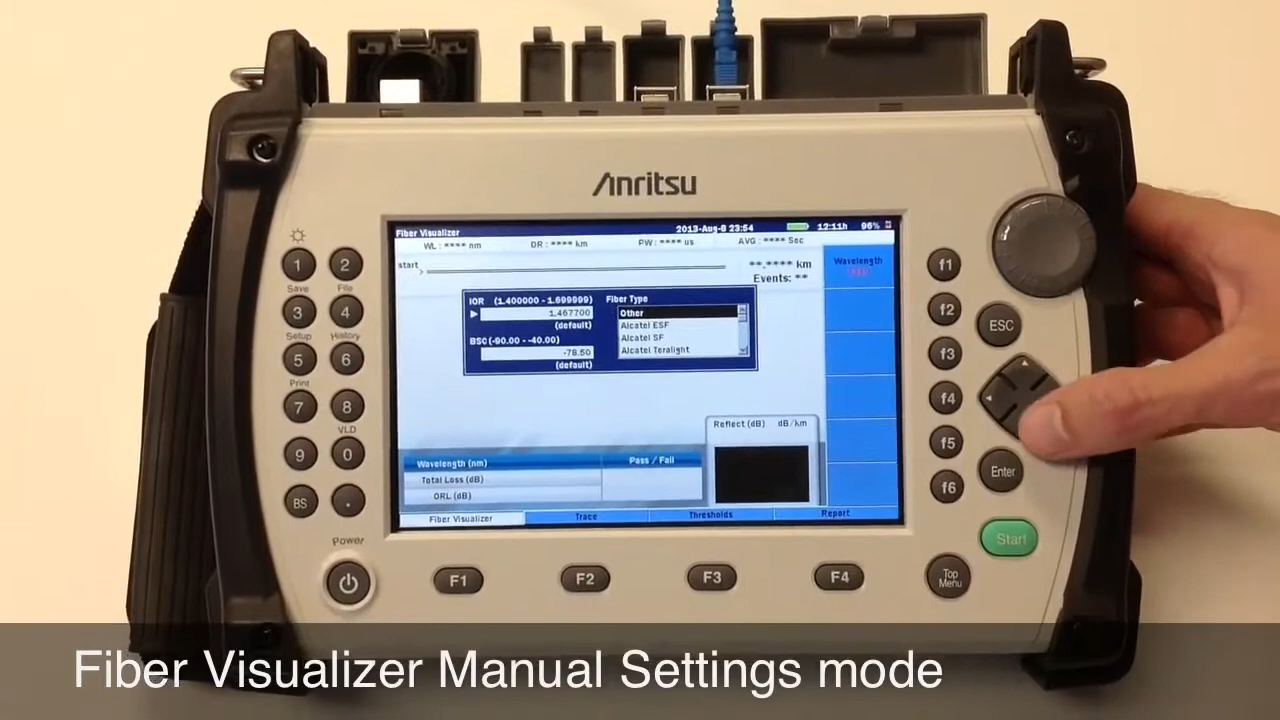 Anritsu
Fiber Visualizer
2013-Aug-8 23:54
12:11h
96%
WL : **** nm
DR : **** km
PW : **** us
AVG : **** Sec
start
**.**** km
Events: **
Wavelength
IOR (1.400000 - 1.699999)
1.467700
(default)
BSC (-90.00 - -40.00)
-78.50
(default)
Fiber Type
Other
Alcatel ESF
Alcatel SF
Alcatel Teralight
Reflect (dB) dB/km
Wavelength (nm)
Pass / Fail
Total Loss (dB)
ORL (dB)
Fiber Visualizer
Trace
Thresholds
Report
1
2
Save
File
3
4
Setup
History
5
6
Print
7
8
VLD
9
0
BS
.
Power
F1
F2
F3
F4
f1
f2
f3
f4
f5
f6
ESC
Enter
Start
Top
Menu
Fiber Visualizer Manual Settings mode